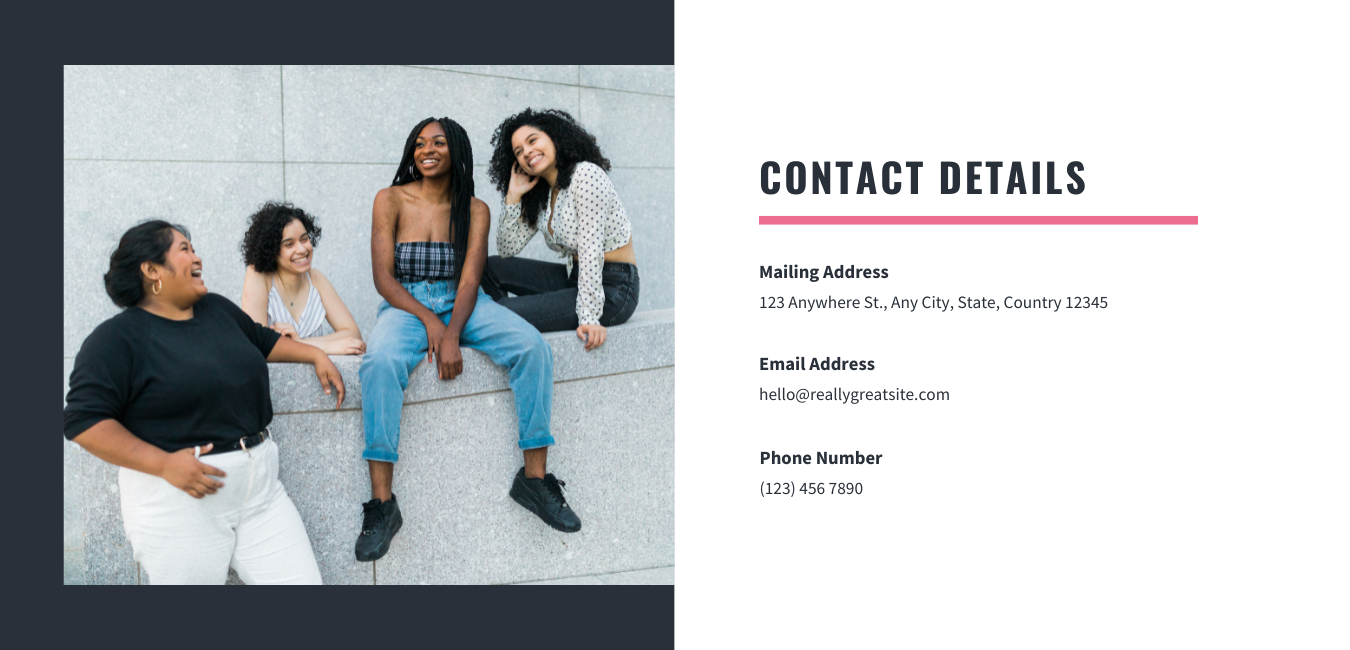 CONTACT DETAILS
Mailing Address
123 Anywhere St., Any City, State, Country 12345
Email Address
hello@reallygreatsite.com
Phone Number
(123) 456 7890